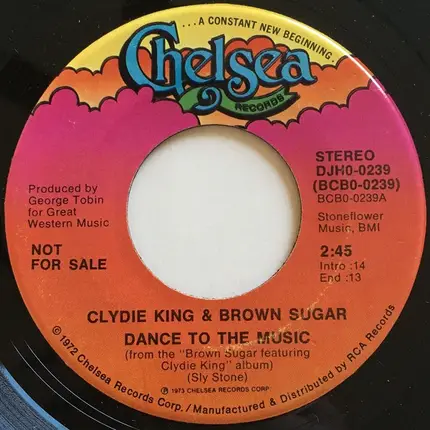 ...A CONSTANT NEW BEGINNING.
Chelsea
RECORDS
STEREO
DJHO-0239
(BCBO-0239)
BCBO-0239A
Stoneflower
Music, BMI
Produced by
George Tobin
for Great
Western Music
NOT
FOR SALE
2:45
Intro :14
End :13
CLYDIE KING & BROWN SUGAR
DANCE TO THE MUSIC
(from the "Brown Sugar featuring
Clydie King" album)
(Sly Stone)
℗ 1973 CHELSEA RECORDS CORP.
© 1972 Chelsea Records Corp. / Manufactured & Distributed by RCA Records